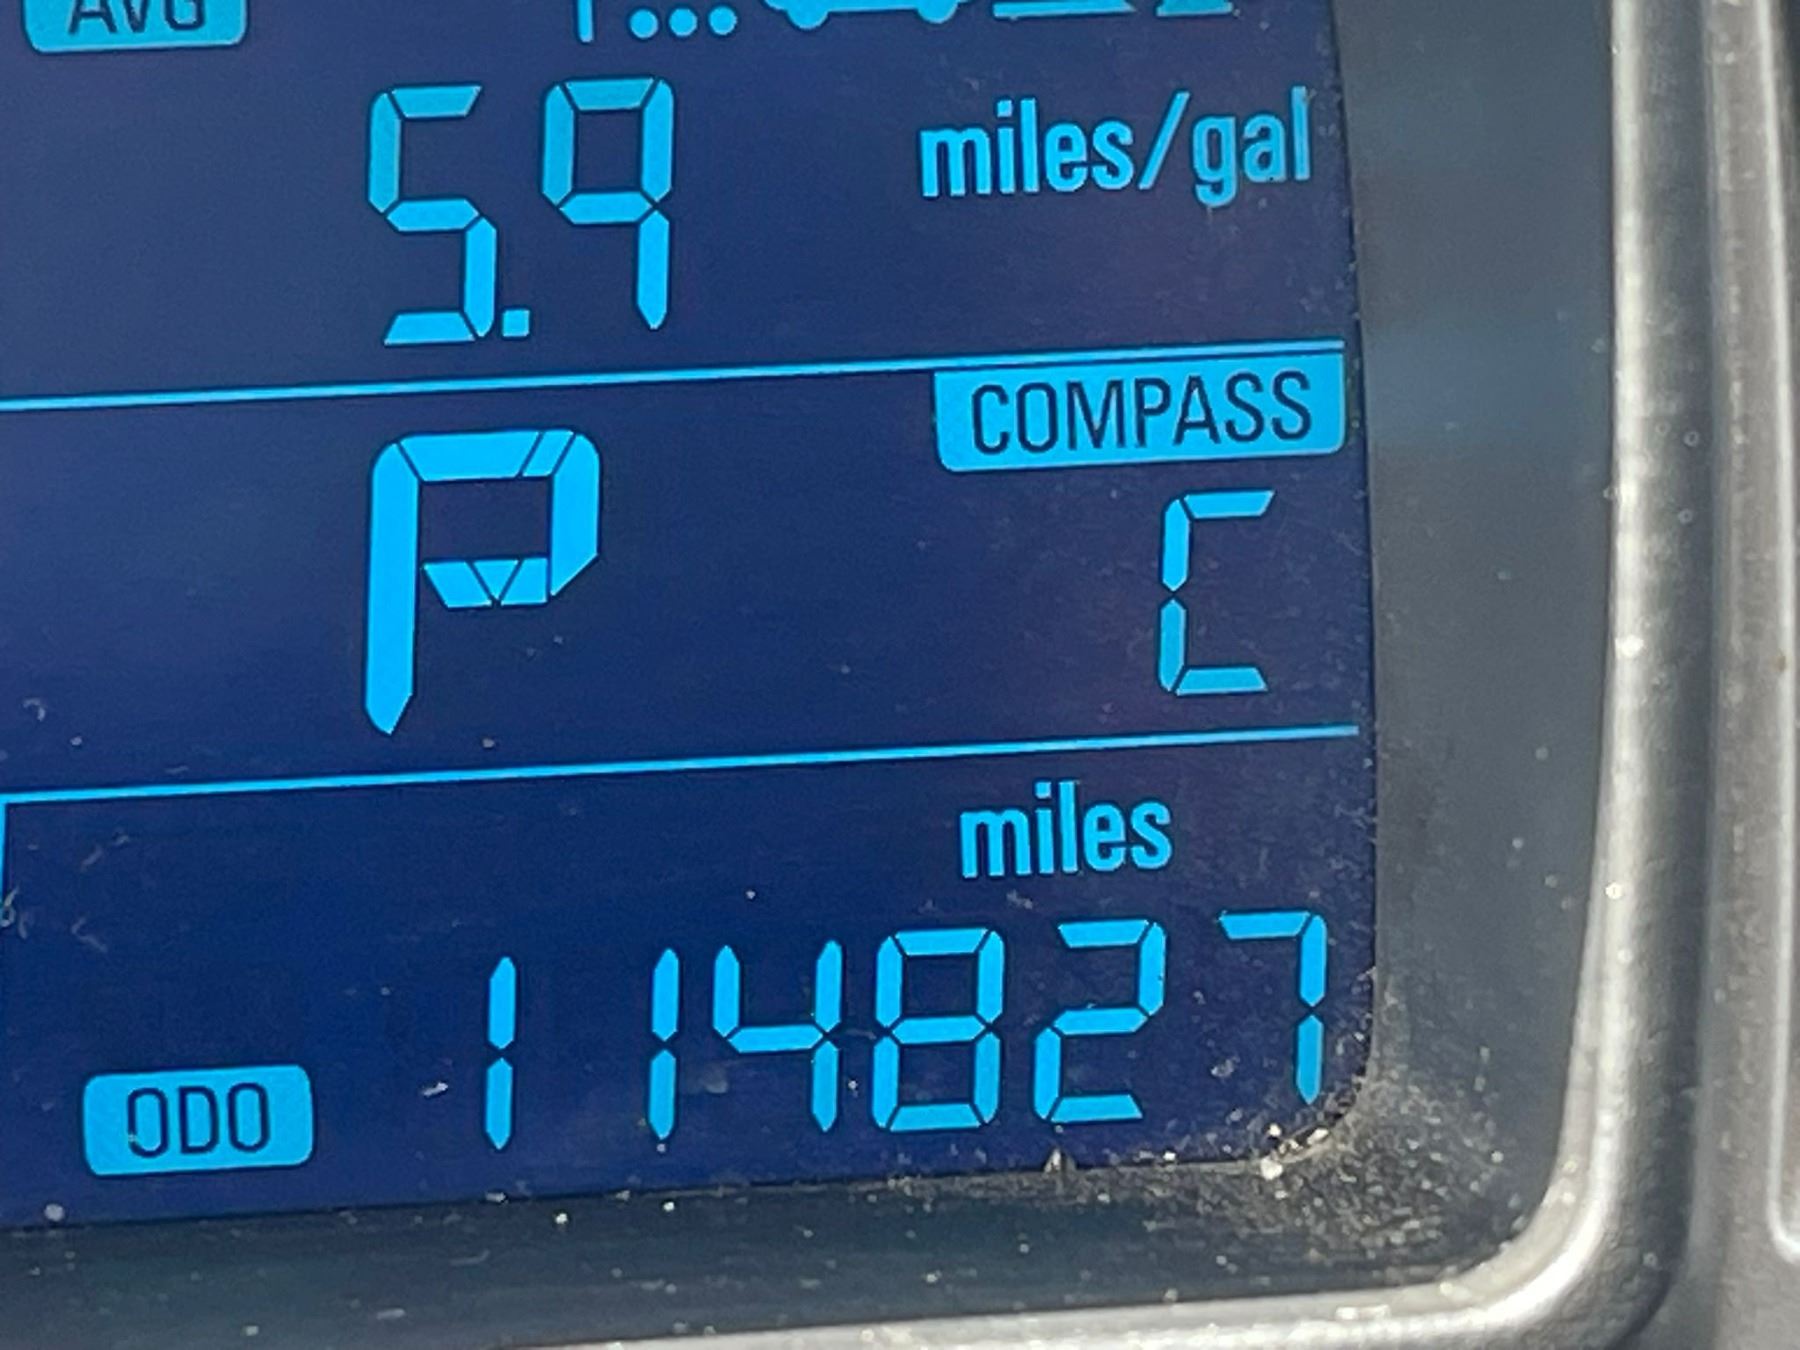 AVG
5.9 miles/gal
COMPASS
P C
miles
ODO 114827